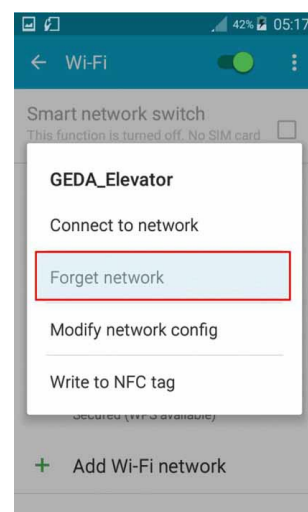 42% 05:17
Wi-Fi
Smart network switch
This function is turned off. No SIM card
GEDA_Elevator
Connect to network
Forget network
Modify network config
Write to NFC tag
Secured (WPS available)
+ Add Wi-Fi network